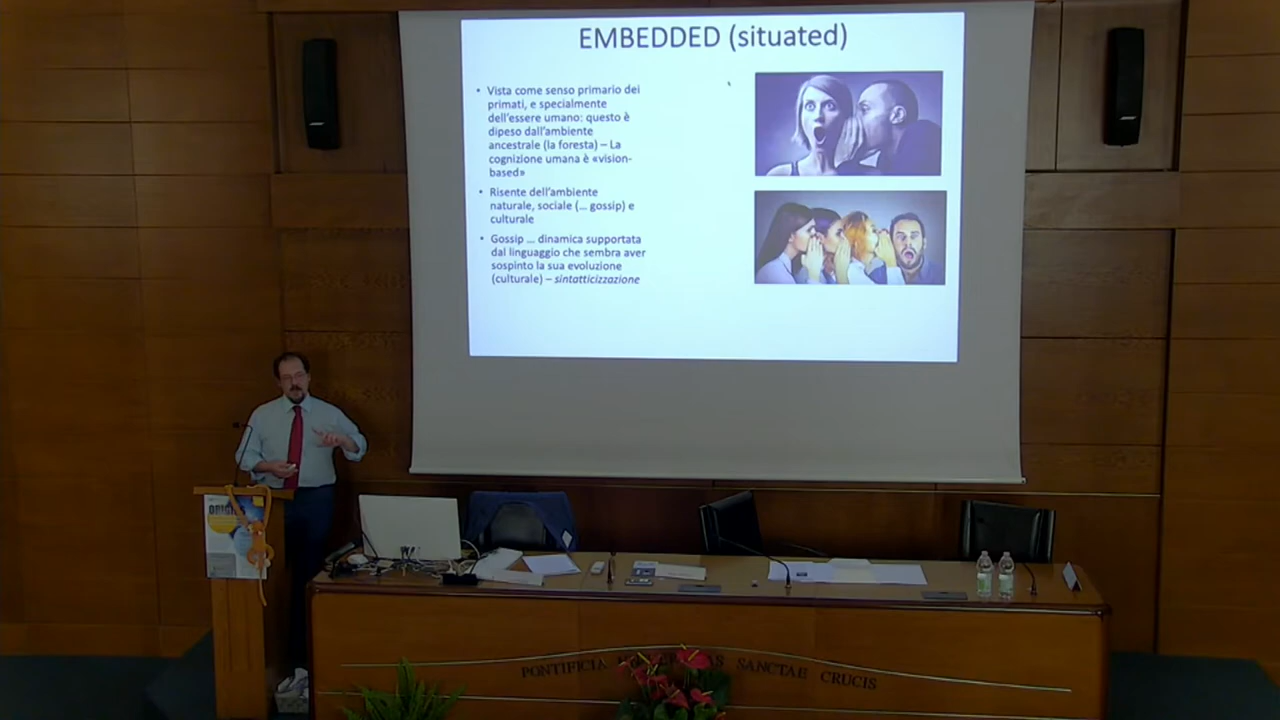 EMBEDDED (situated)
• Vista come senso primario dei
primati, e specialmente
dell'essere umano: questo è
dipeso dall'ambiente
ancestrale (la foresta) – La
cognizione umana è «vision-
based»
• Risente dell'ambiente
naturale, sociale (... gossip) e
culturale
• Gossip ... dinamica supportata
dal linguaggio che sembra aver
sospinto la sua evoluzione
(culturale) – sintatticizzazione
PONTIFICIA SANCTAE CRUCIS